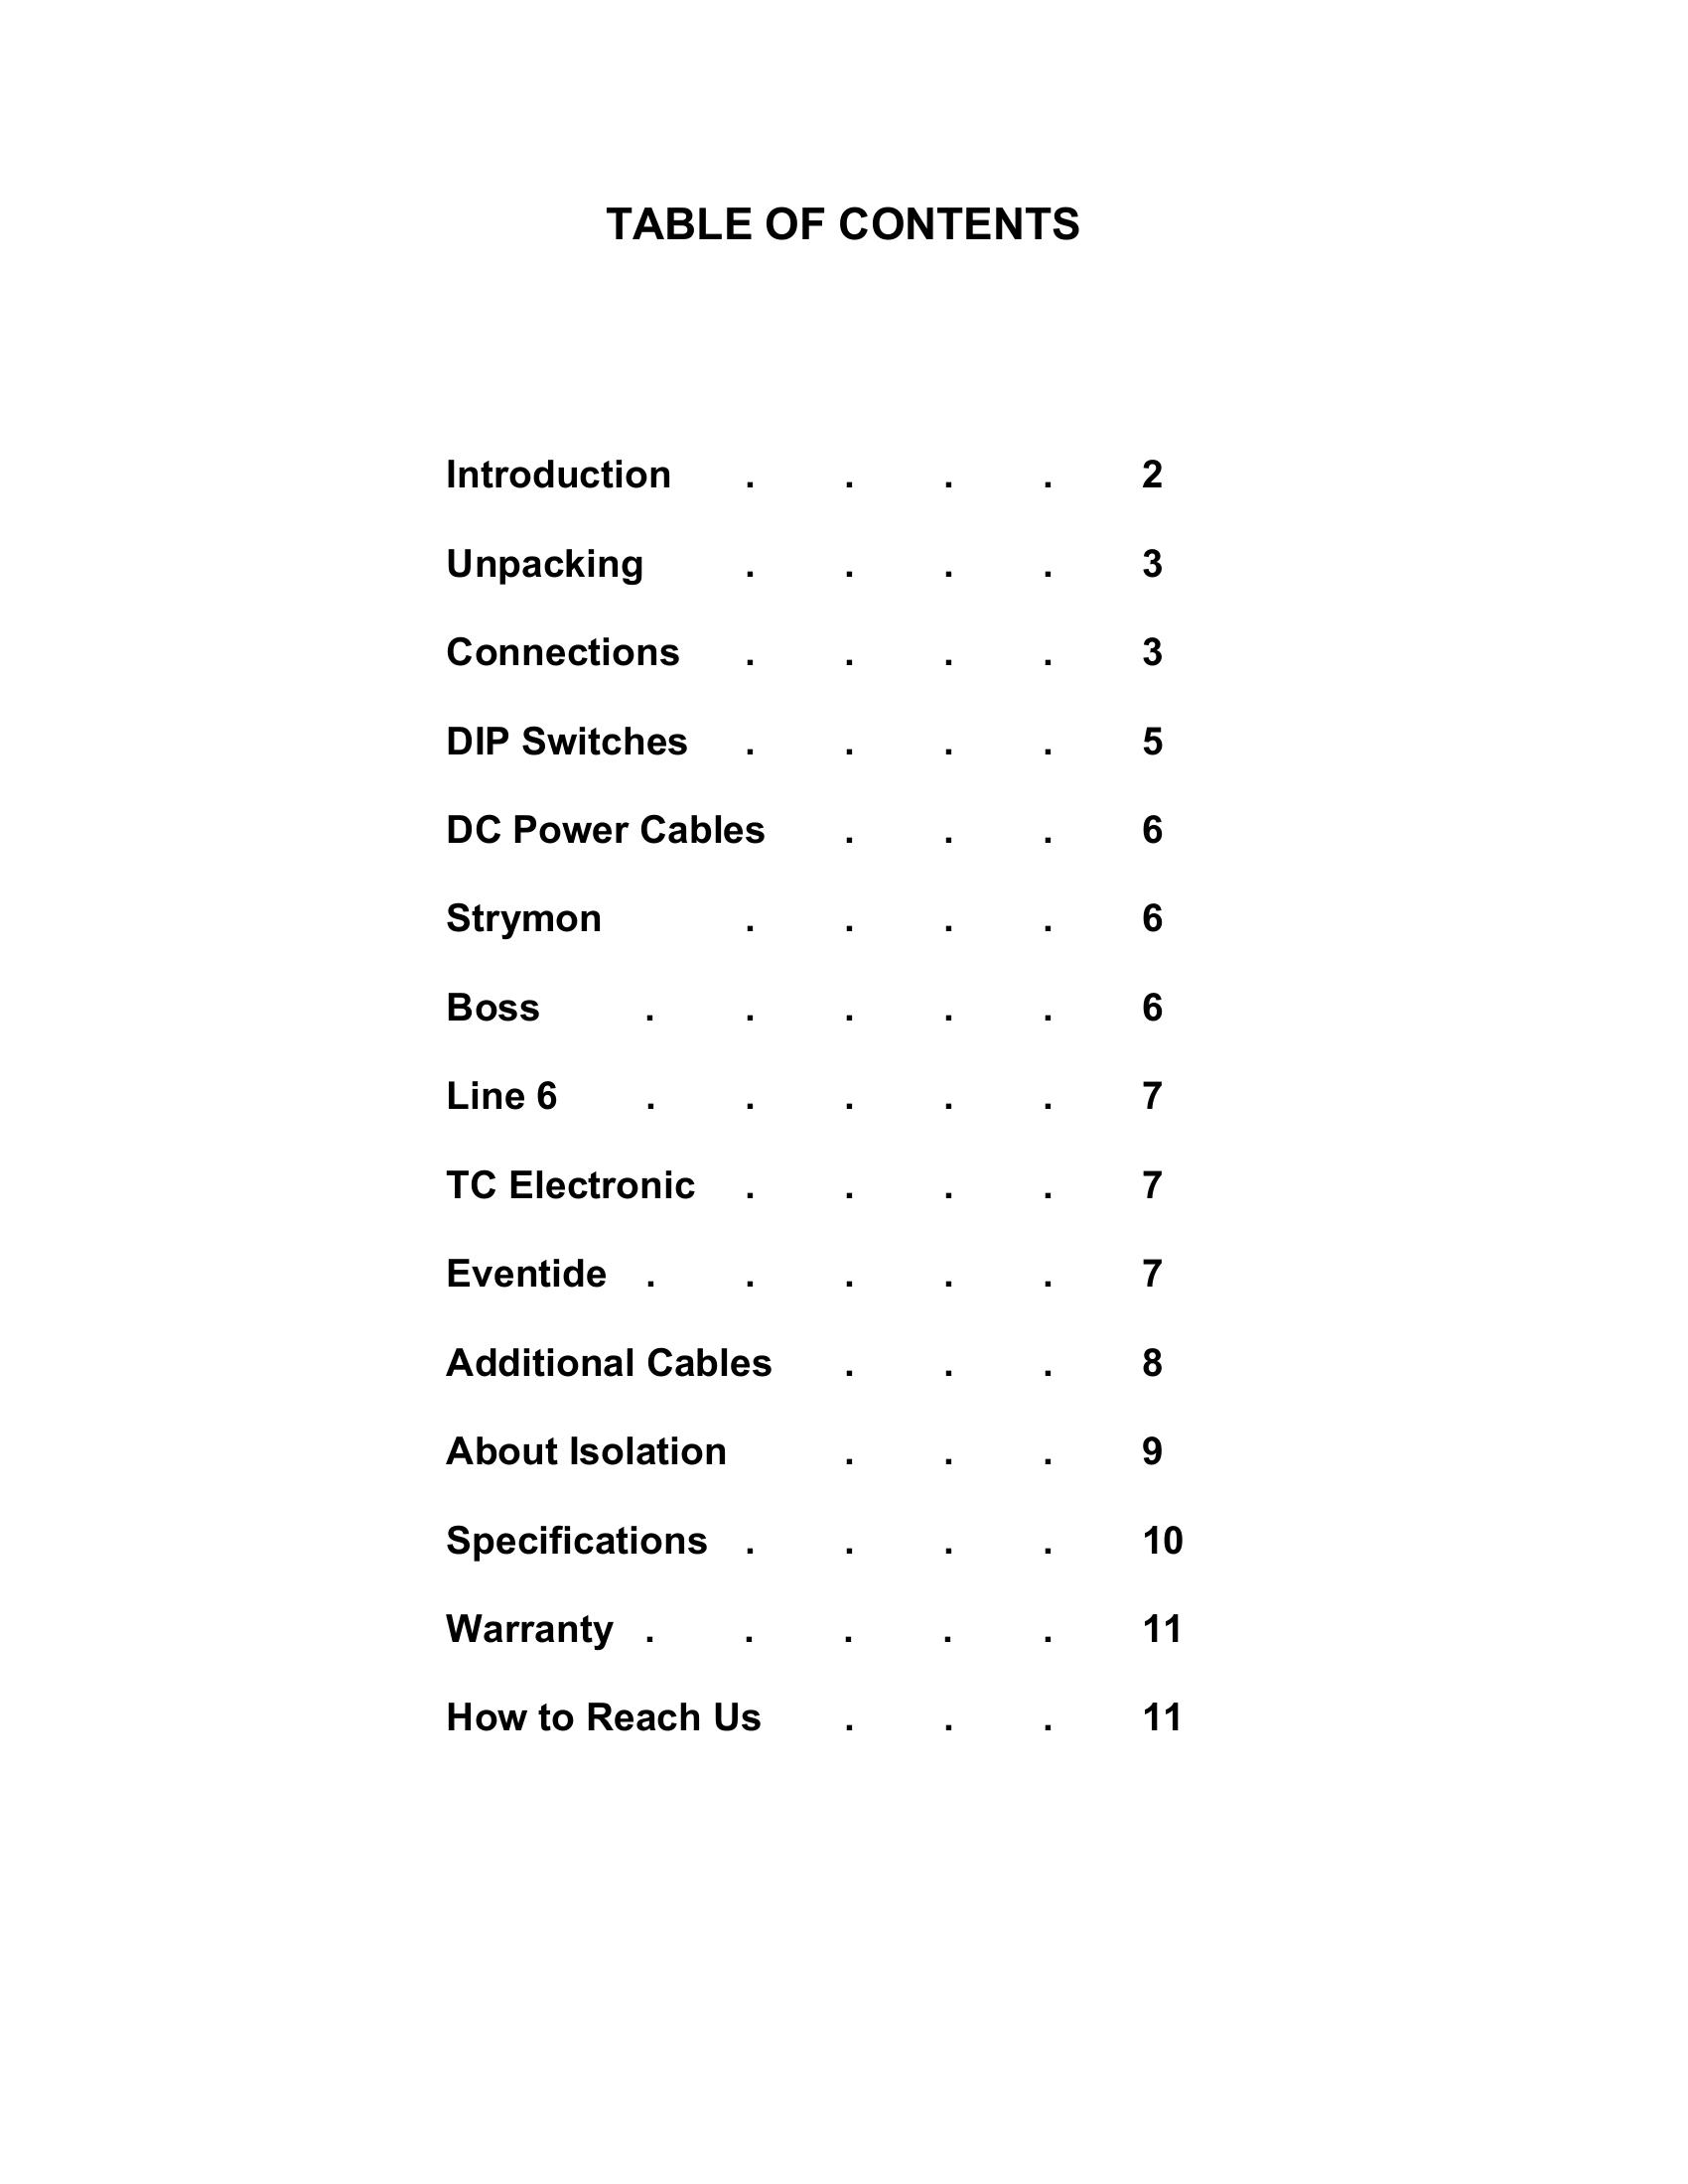 TABLE OF CONTENTS
Introduction . . . . 2
Unpacking . . . . 3
Connections . . . . 3
DIP Switches . . . . 5
DC Power Cables . . . 6
Strymon . . . . 6
Boss . . . . . 6
Line 6 . . . . . 7
TC Electronic . . . . 7
Eventide . . . . . 7
Additional Cables . . . 8
About Isolation . . . 9
Specifications . . . . 10
Warranty . . . . . 11
How to Reach Us . . . 11